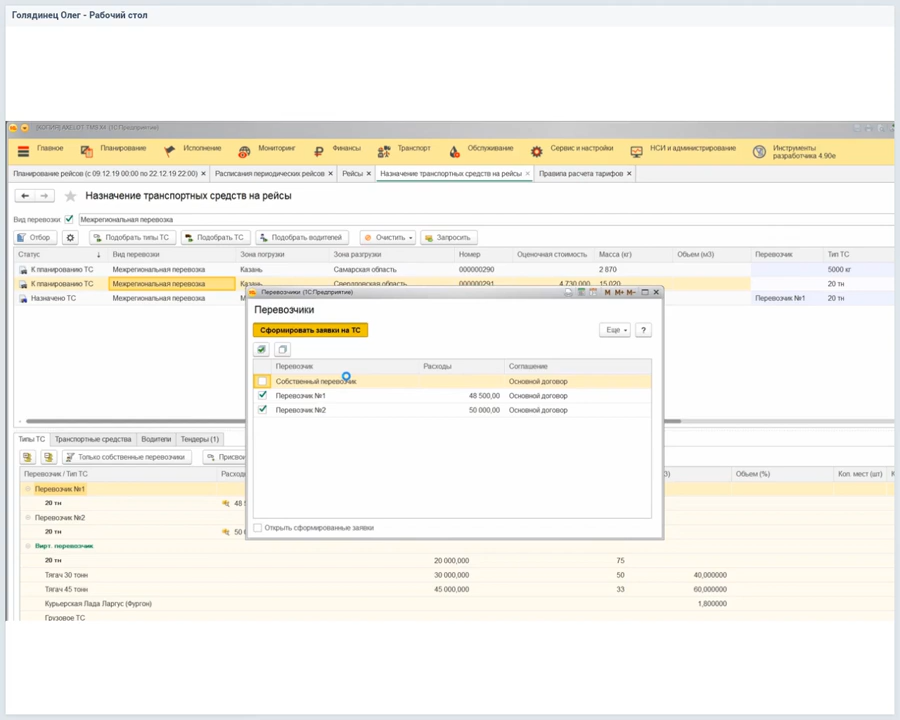 Голядинец Олег - Рабочий стол
[КОПИЯ] AXELOT TMS X4 (1С:Предприятие)
Главное Планирование Исполнение Мониторинг Финансы Транспорт Обслуживание Сервис и настройки НСИ и администрирование Инструменты разработчика 4.90e
Планирование рейсов (с 09.12.19 00:00 по 22.12.19 22:00) × Расписания периодических рейсов × Рейсы × Назначение транспортных средств на рейсы × Правила расчета тарифов ×
Назначение транспортных средств на рейсы
Вид перевозки: Межрегиональная перевозка
Отбор Подобрать типы ТС Подобрать ТС Подобрать водителей Очистить Запросить
Статус ↓ Вид перевозки Зона погрузки Зона разгрузки Номер Оценочная стоимость Масса (кг) Объем (м3) Перевозчик Тип ТС
К планированию ТС Межрегиональная перевозка Казань Самарская область 000000290 2 870 5000 кг
К планированию ТС Межрегиональная перевозка Казань Свердловская область 000000291 4 730 000 15 020 20 тн
Назначено ТС Межрегиональная перевозка Перевозчик №1 20 тн
Перевозчики (1С:Предприятие) M M+ M-
Перевозчики
Сформировать заявки на ТС Еще ?
Перевозчик Расходы Соглашение
Собственный перевозчик Основной договор
Перевозчик №1 48 500,00 Основной договор
Перевозчик №2 50 000,00 Основной договор
Открыть сформированные заявки
Типы ТС Транспортные средства Водители Тендеры (1)
Только собственные перевозчики
Перевозчик / Тип ТС Объем (%) Кол. мест (шт)
Перевозчик №1
20 тн
Перевозчик №2
20 тн
Вирт. перевозчик
20 тн 20 000,000 75
Тягач 30 тонн 30 000,000 50 40,000000
Тягач 45 тонн 45 000,000 33 60,000000
Курьерская Лада Ларгус (Фургон) 1,800000
Грузовое ТС